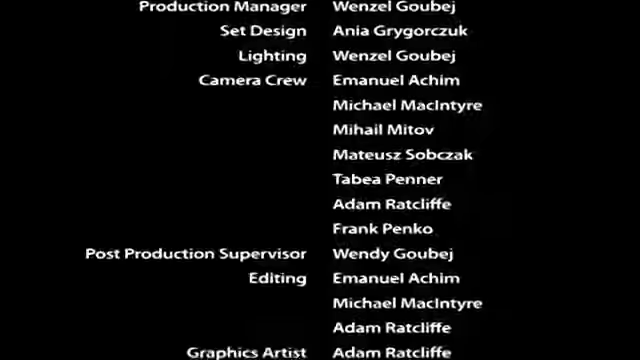 Production Manager Wenzel Goubej
Set Design Ania Grygorczuk
Lighting Wenzel Goubej
Camera Crew Emanuel Achim
Michael MacIntyre
Mihail Mitov
Mateusz Sobczak
Tabea Penner
Adam Ratcliffe
Frank Penko
Post Production Supervisor Wendy Goubej
Editing Emanuel Achim
Michael MacIntyre
Adam Ratcliffe
Graphics Artist Adam Ratcliffe